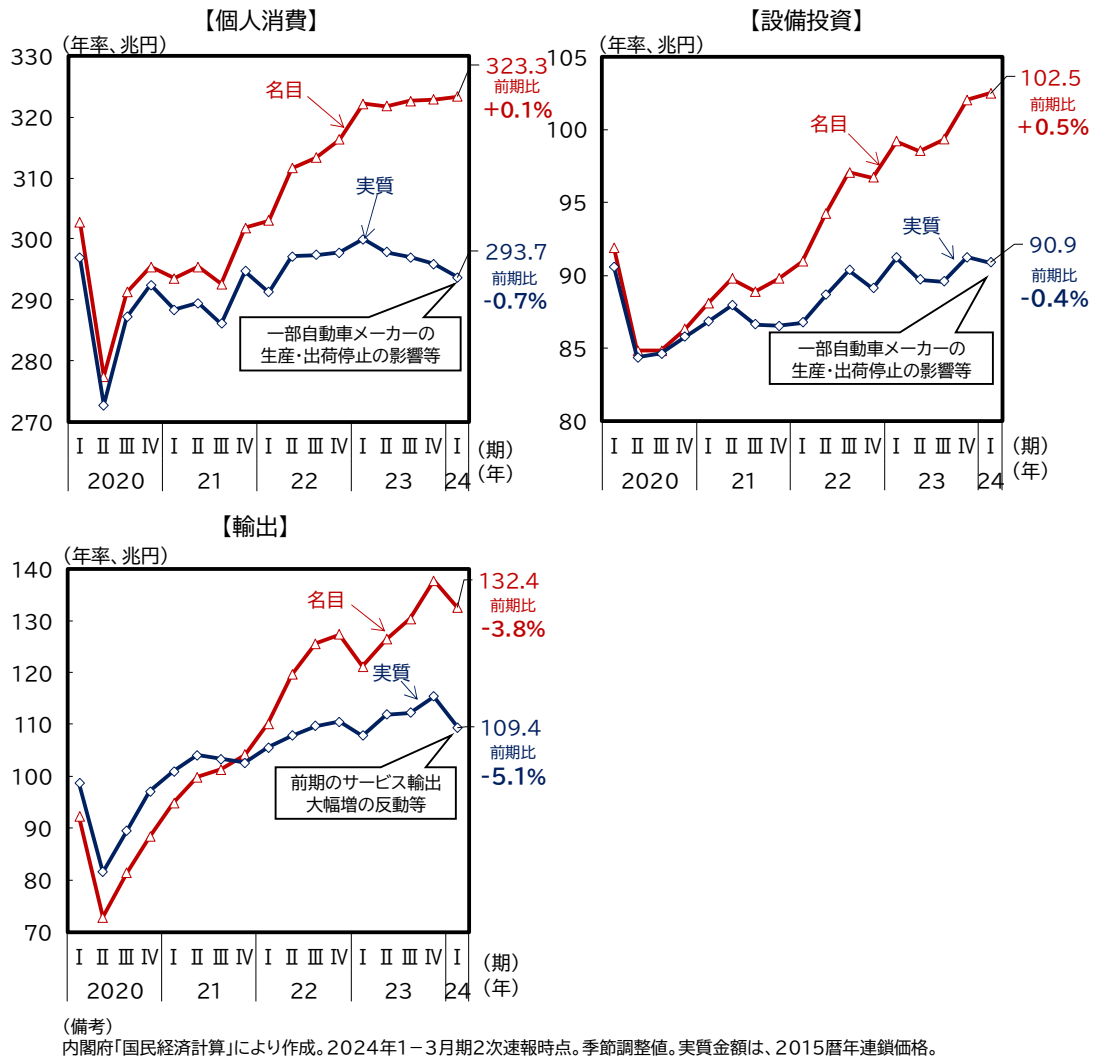 【個人消費】
(年率、兆円)
330
320
310
300
290
280
270
名目
実質
323.3
前期比
+0.1%
293.7
前期比
-0.7%
一部自動車メーカーの
生産・出荷停止の影響等
Ⅰ Ⅱ Ⅲ Ⅳ Ⅰ Ⅱ Ⅲ Ⅳ Ⅰ Ⅱ Ⅲ Ⅳ Ⅰ Ⅱ Ⅲ Ⅳ Ⅰ (期)
2020 21 22 23 24 (年)
【設備投資】
(年率、兆円)
105
100
95
90
85
80
名目
実質
102.5
前期比
+0.5%
90.9
前期比
-0.4%
一部自動車メーカーの
生産・出荷停止の影響等
Ⅰ Ⅱ Ⅲ Ⅳ Ⅰ Ⅱ Ⅲ Ⅳ Ⅰ Ⅱ Ⅲ Ⅳ Ⅰ Ⅱ Ⅲ Ⅳ Ⅰ (期)
2020 21 22 23 24 (年)
【輸出】
(年率、兆円)
140
130
120
110
100
90
80
70
名目
実質
132.4
前期比
-3.8%
109.4
前期比
-5.1%
前期のサービス輸出
大幅増の反動等
Ⅰ Ⅱ Ⅲ Ⅳ Ⅰ Ⅱ Ⅲ Ⅳ Ⅰ Ⅱ Ⅲ Ⅳ Ⅰ Ⅱ Ⅲ Ⅳ Ⅰ (期)
2020 21 22 23 24 (年)
(備考)
内閣府「国民経済計算」により作成。2024年1-3月期2次速報時点。季節調整値。実質金額は、2015暦年連鎖価格。